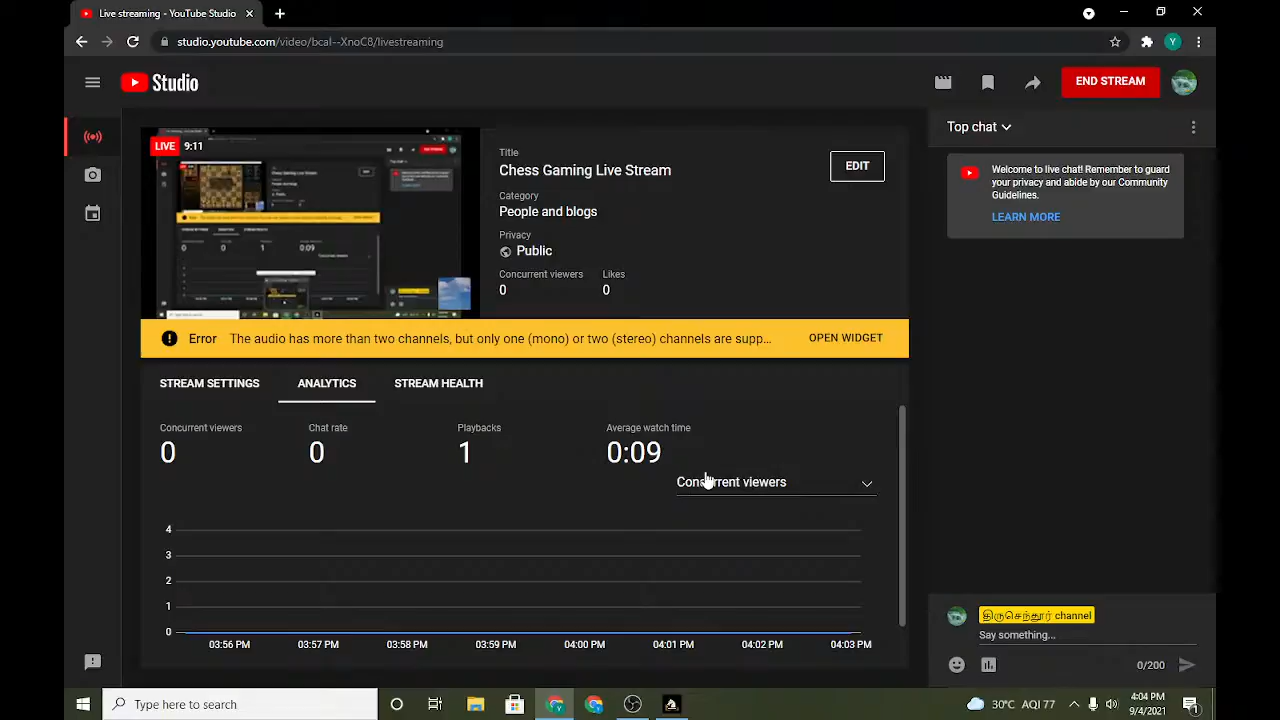 Live streaming - YouTube Studio
studio.youtube.com/video/bcal--XnoC8/livestreaming
Y
Studio
END STREAM
LIVE 9:11
Title
Chess Gaming Live Stream
EDIT
Category
People and blogs
Privacy
Public
Concurrent viewers Likes
0 0
Top chat
Welcome to live chat! Remember to guard
your privacy and abide by our Community
Guidelines.
LEARN MORE
Error The audio has more than two channels, but only one (mono) or two (stereo) channels are supp... OPEN WIDGET
STREAM SETTINGS ANALYTICS STREAM HEALTH
Concurrent viewers Chat rate Playbacks Average watch time
0 0 1 0:09
Concurrent viewers
4
3
2
1
0
03:56 PM 03:57 PM 03:58 PM 03:59 PM 04:00 PM 04:01 PM 04:02 PM 04:03 PM
இருசெந்தூர் channel
Say something...
0/200
Type here to search
30°C AQI 77
4:04 PM
9/4/2021